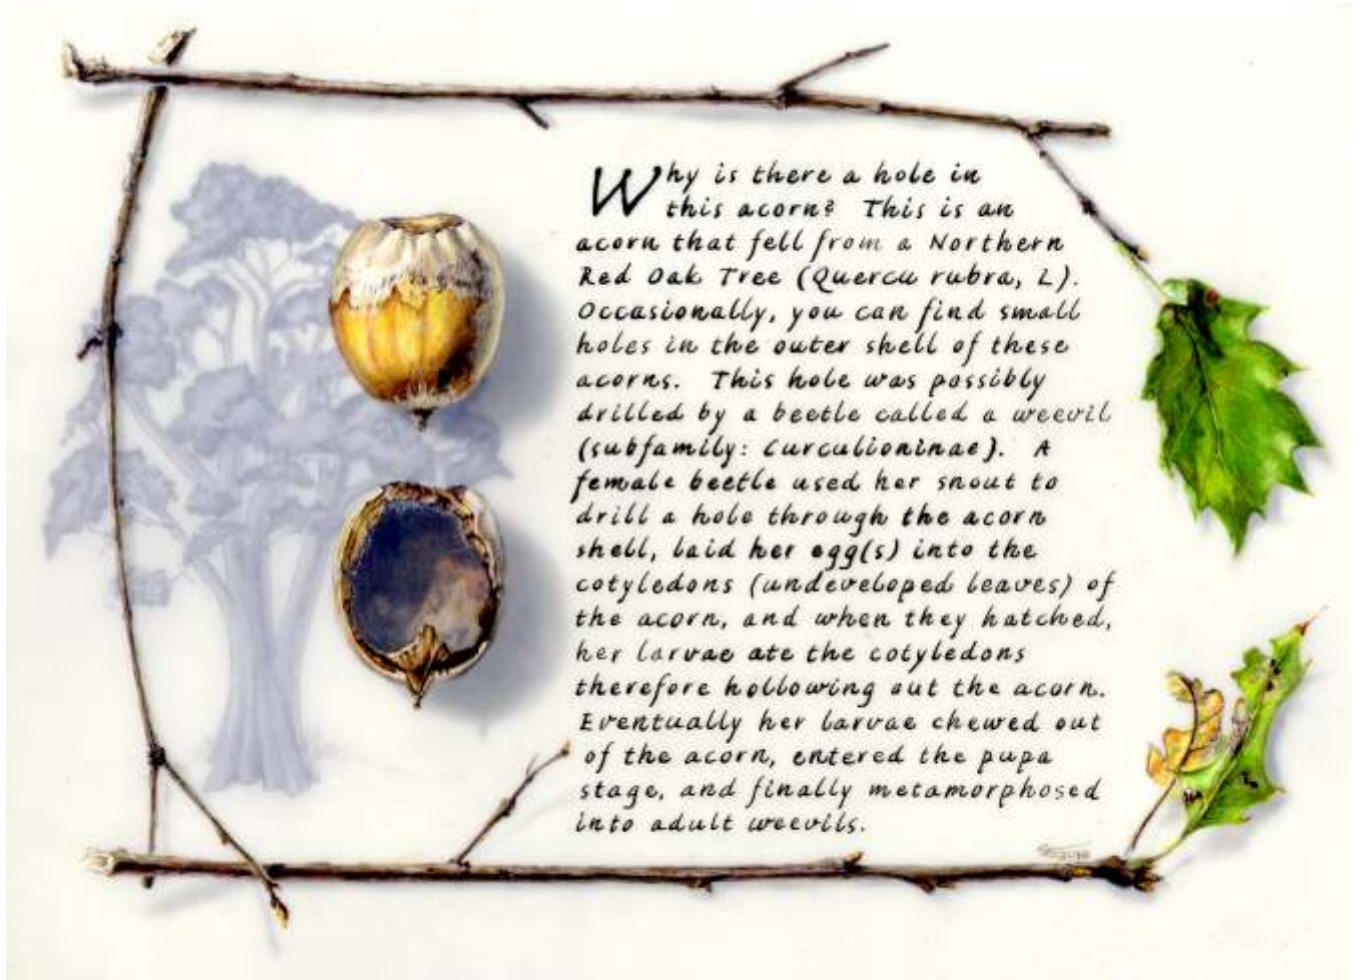 Why is there a hole in
this acorn? This is an
acorn that fell from a Northern
Red Oak Tree (Quercu rubra, L).
Occasionally, you can find small
holes in the outer shell of these
acorns. This hole was possibly
drilled by a beetle called a weevil
(subfamily: Curculioninae). A
female beetle used her snout to
drill a hole through the acorn
shell, laid her egg(s) into the
cotyledons (undeveloped leaves) of
the acorn, and when they hatched,
her larvae ate the cotyledons
therefore hollowing out the acorn.
Eventually her larvae chewed out
of the acorn, entered the pupa
stage, and finally metamorphosed
into adult weevils.